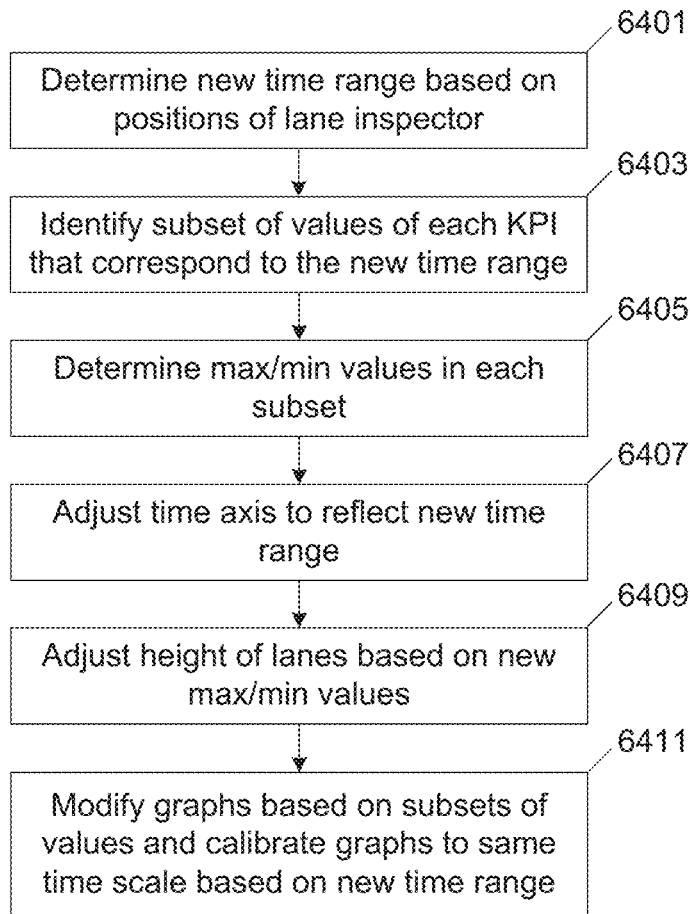 6401
Determine new time range based on
positions of lane inspector
6403
Identify subset of values of each KPI
that correspond to the new time range
6405
Determine max/min values in each
subset
6407
Adjust time axis to reflect new time
range
6409
Adjust height of lanes based on new
max/min values
6411
Modify graphs based on subsets of
values and calibrate graphs to same
time scale based on new time range